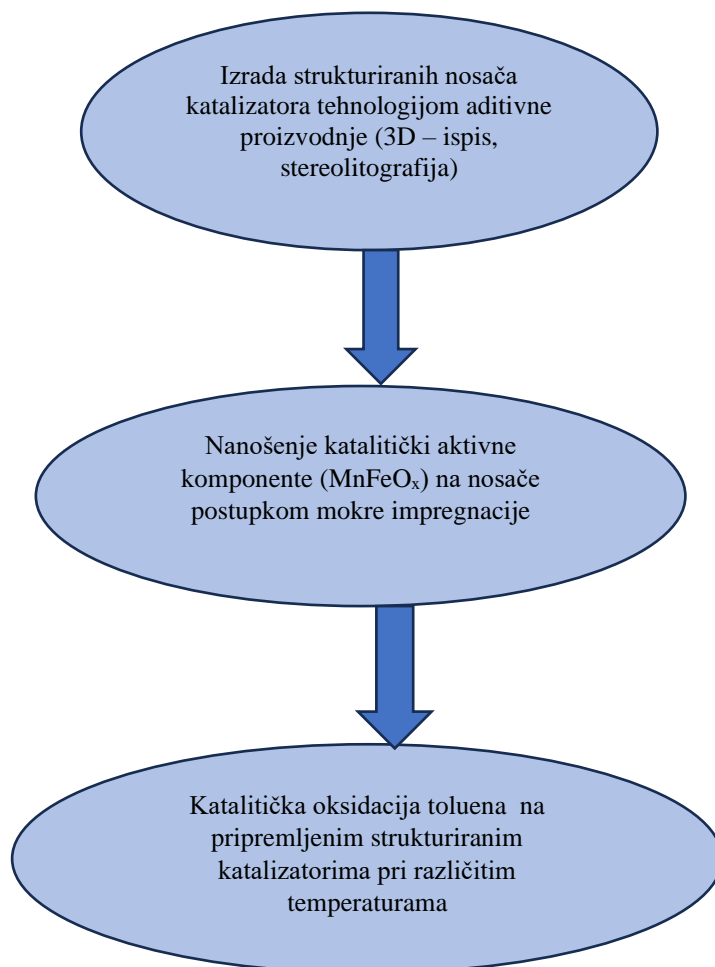 Izrada strukturiranih nosača
katalizatora tehnologijom aditivne
proizvodnje (3D – ispis,
stereolitografija)
Nanošenje katalitički aktivne
komponente (MnFeOₓ) na nosače
postupkom mokre impregnacije
Katalitička oksidacija toluena na
pripremljenim strukturiranim
katalizatorima pri različitim
temperaturama